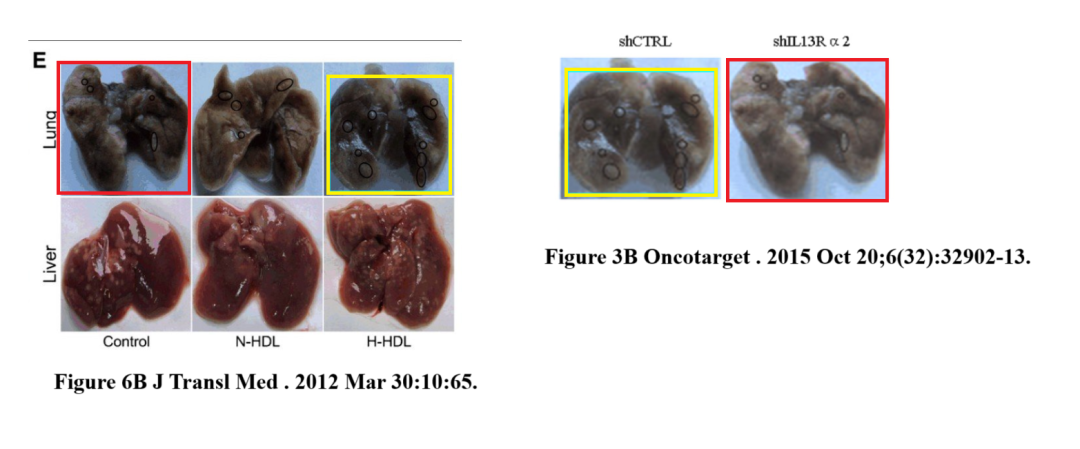 E
Lung
Liver
Control N-HDL H-HDL
Figure 6B J Transl Med . 2012 Mar 30:10:65.
shCTRL shIL13R α 2
Figure 3B Oncotarget . 2015 Oct 20;6(32):32902-13.